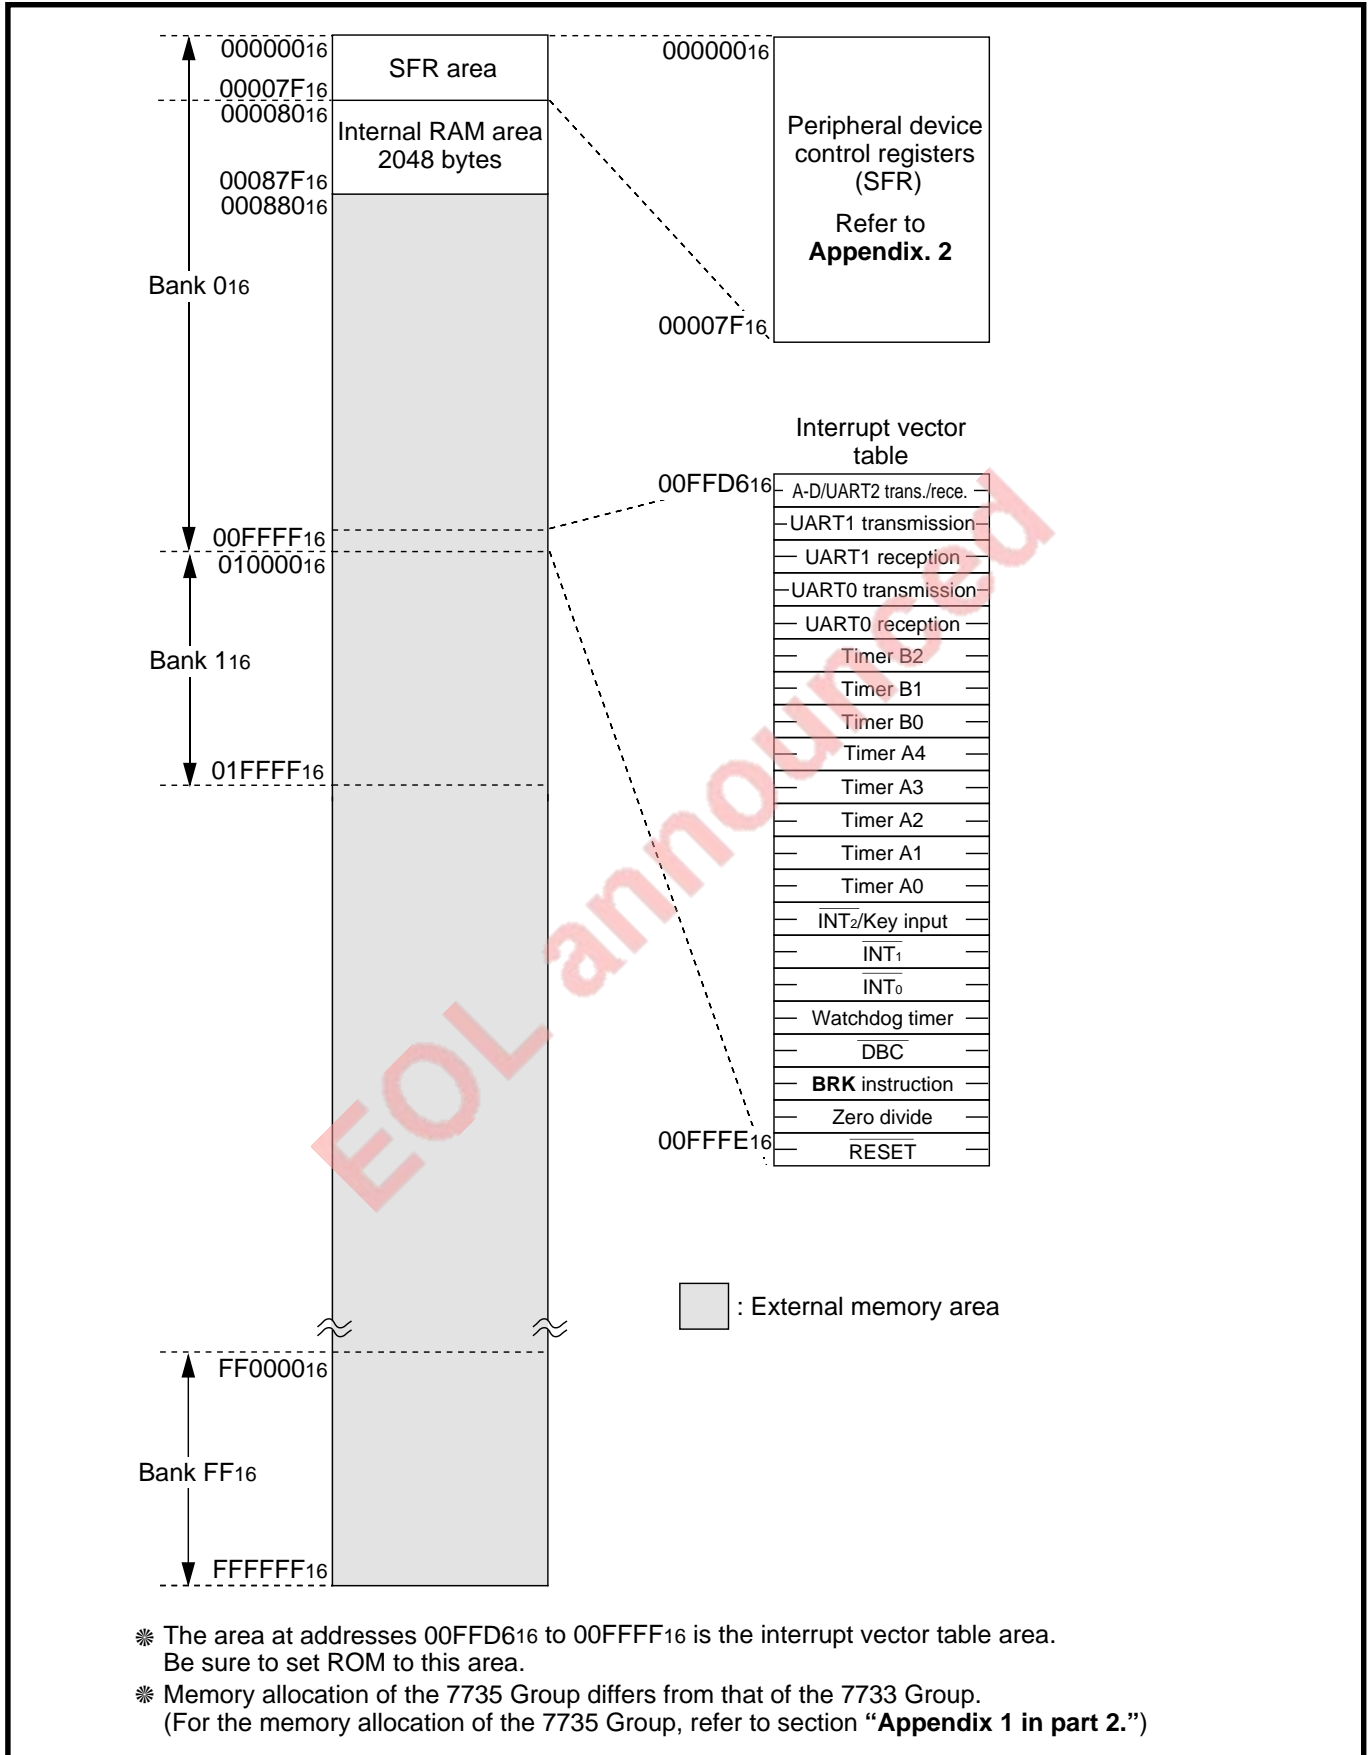 000000₁₆
SFR area
00007F₁₆
000080₁₆
Internal RAM area
2048 bytes
00087F₁₆
000880₁₆
Bank 0₁₆
00FFFF₁₆
010000₁₆
Bank 1₁₆
01FFFF₁₆
FF0000₁₆
Bank FF₁₆
FFFFFF₁₆
000000₁₆
Peripheral device
control registers
(SFR)
Refer to
Appendix. 2
00007F₁₆
Interrupt vector
table
00FFD6₁₆
A-D/UART2 trans./rece.
UART1 transmission
UART1 reception
UART0 transmission
UART0 reception
Timer B2
Timer B1
Timer B0
Timer A4
Timer A3
Timer A2
Timer A1
Timer A0
INT₂/Key input
INT₁
INT₀
Watchdog timer
DBC
BRK instruction
Zero divide
00FFFE₁₆
RESET
: External memory area
EOL announced
❊ The area at addresses 00FFD6₁₆ to 00FFFF₁₆ is the interrupt vector table area.
Be sure to set ROM to this area.
❊ Memory allocation of the 7735 Group differs from that of the 7733 Group.
(For the memory allocation of the 7735 Group, refer to section “Appendix 1 in part 2.”)